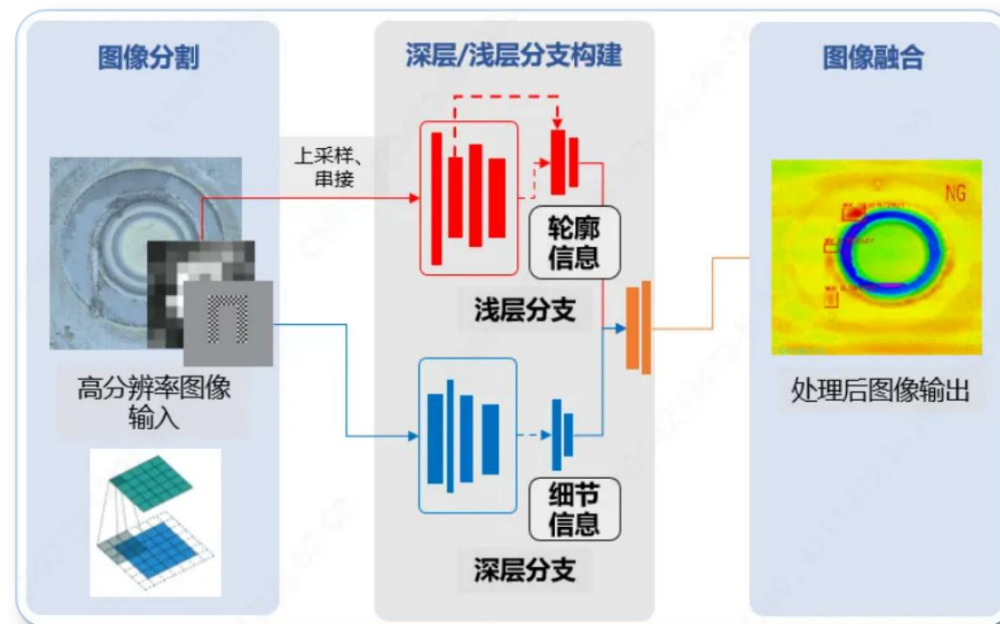 图像分割
深层/浅层分支构建
图像融合
上采样、
串接
NG
轮廓
信息
浅层分支
高分辨率图像
输入
处理后图像输出
细节
信息
深层分支